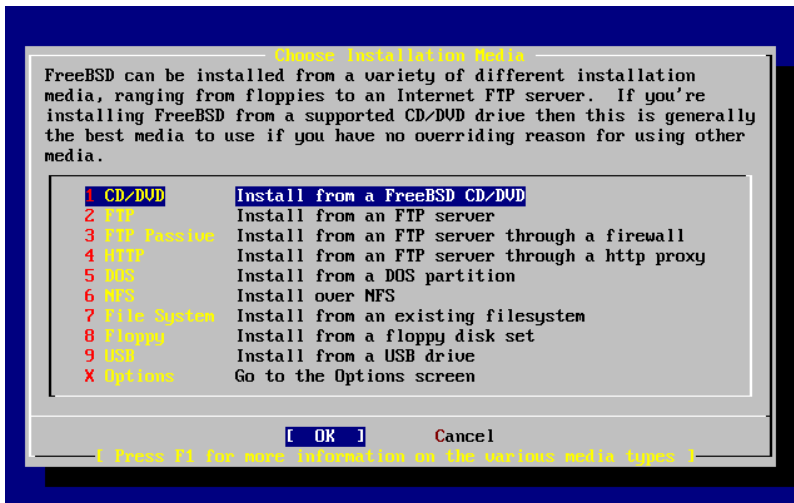 Choose Installation Media
FreeBSD can be installed from a variety of different installation
media, ranging from floppies to an Internet FTP server.  If you're
installing FreeBSD from a supported CD/DVD drive then this is generally
the best media to use if you have no overriding reason for using other
media.
1 CD/DVD Install from a FreeBSD CD/DVD
2 FTP Install from an FTP server
3 FTP Passive Install from an FTP server through a firewall
4 HTTP Install from an FTP server through a http proxy
5 DOS Install from a DOS partition
6 NFS Install over NFS
7 File System Install from an existing filesystem
8 Floppy Install from a floppy disk set
9 USB Install from a USB drive
X Options Go to the Options screen
[ OK ] Cancel
[ Press F1 for more information on the various media types ]